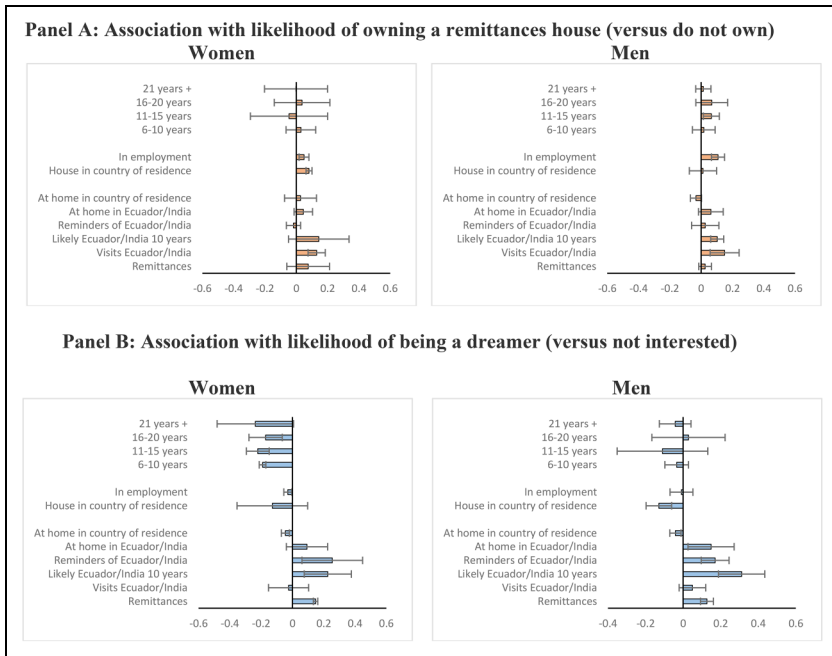 Panel A: Association with likelihood of owning a remittances house (versus do not own)
Women
Men
21 years +
16-20 years
11-15 years
6-10 years
In employment
House in country of residence
At home in country of residence
At home in Ecuador/India
Reminders of Ecuador/India
Likely Ecuador/India 10 years
Visits Ecuador/India
Remittances
-0.6 -0.4 -0.2 0 0.2 0.4 0.6
21 years +
16-20 years
11-15 years
6-10 years
In employment
House in country of residence
At home in country of residence
At home in Ecuador/India
Reminders of Ecuador/India
Likely Ecuador/India 10 years
Visits Ecuador/India
Remittances
-0.6 -0.4 -0.2 0 0.2 0.4 0.6
Panel B: Association with likelihood of being a dreamer (versus not interested)
Women
Men
21 years +
16-20 years
11-15 years
6-10 years
In employment
House in country of residence
At home in country of residence
At home in Ecuador/India
Reminders of Ecuador/India
Likely Ecuador/India 10 years
Visits Ecuador/India
Remittances
-0.6 -0.4 -0.2 0 0.2 0.4 0.6
21 years +
16-20 years
11-15 years
6-10 years
In employment
House in country of residence
At home in country of residence
At home in Ecuador/India
Reminders of Ecuador/India
Likely Ecuador/India 10 years
Visits Ecuador/India
Remittances
-0.6 -0.4 -0.2 0 0.2 0.4 0.6